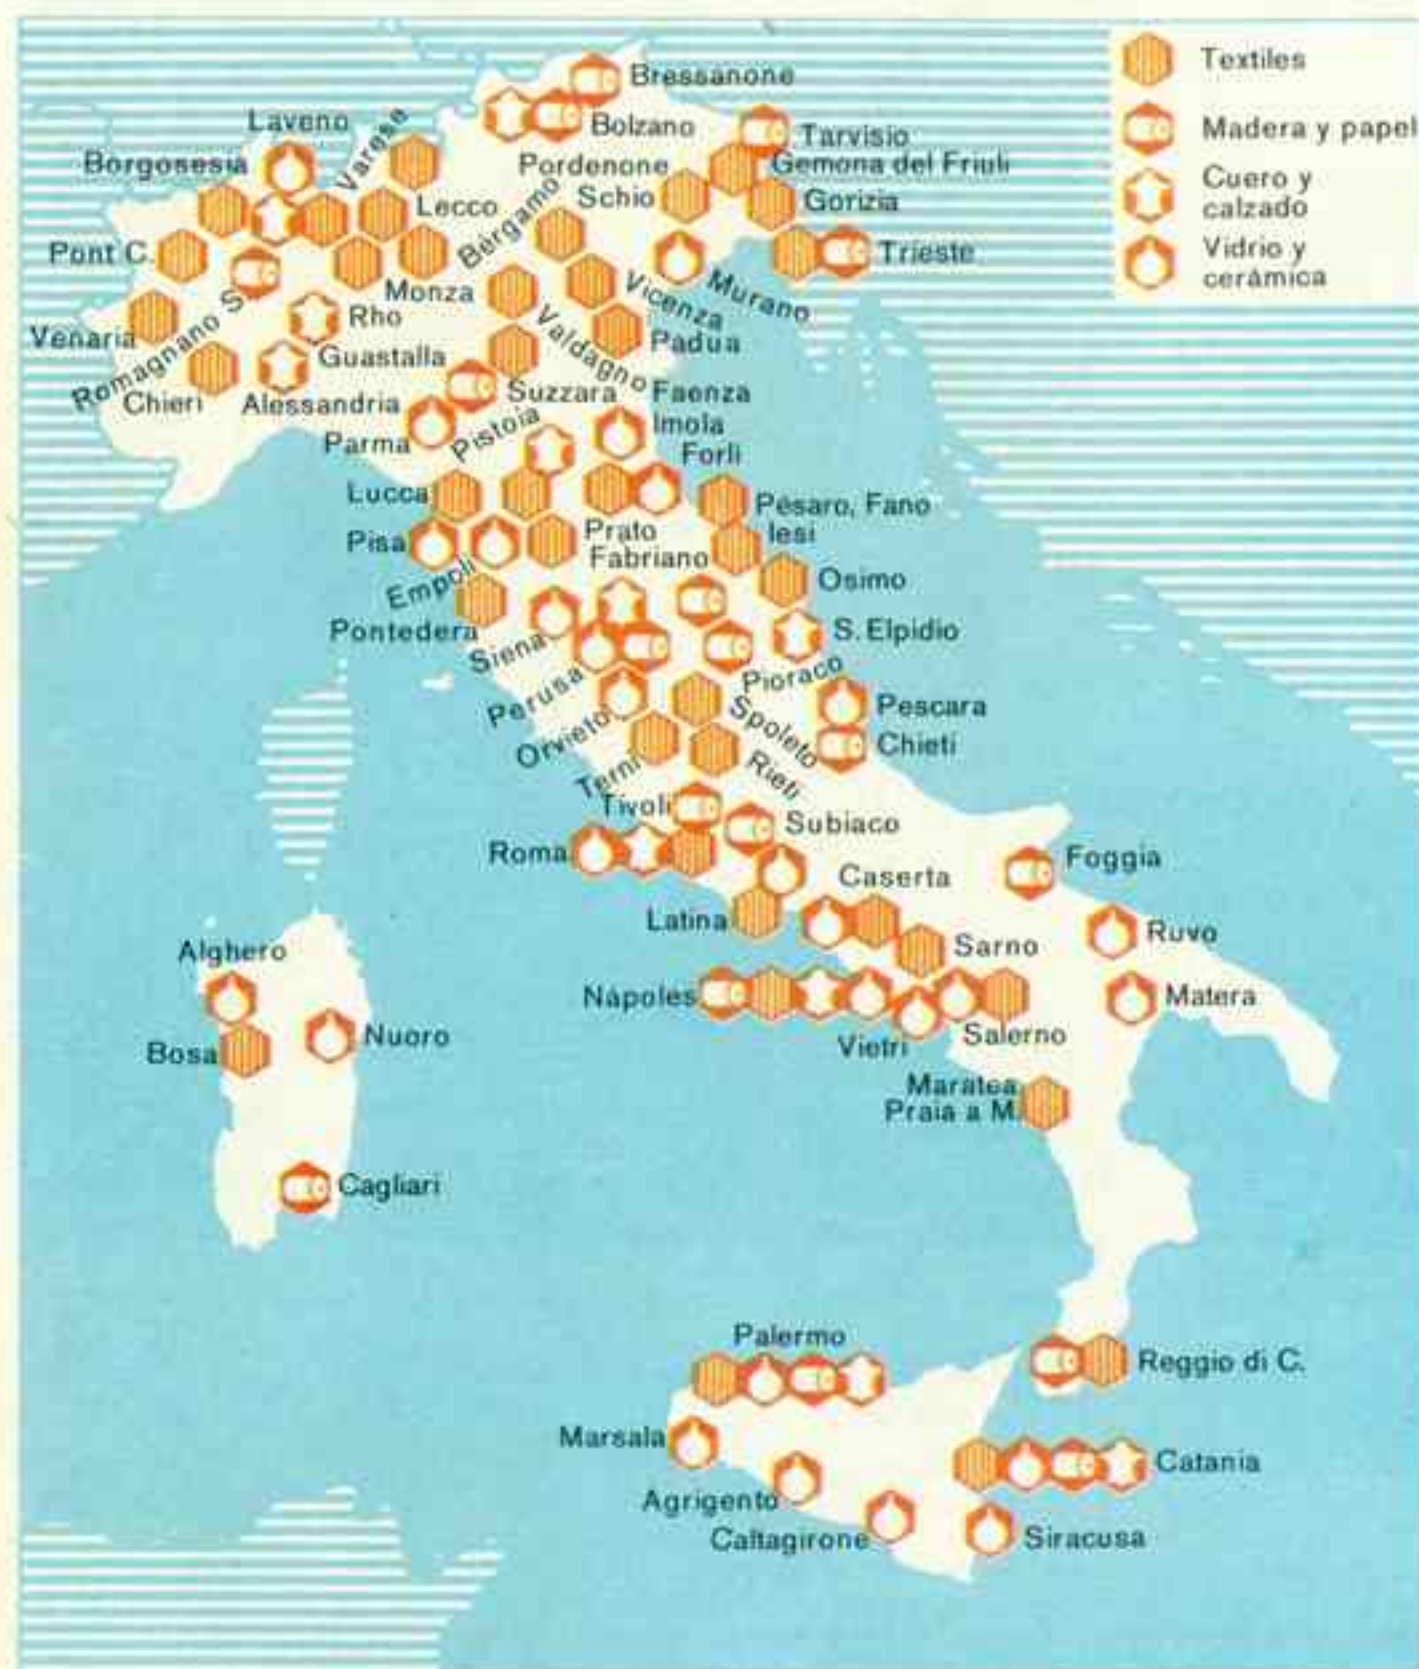 Textiles
Madera y papel
Cuero y
calzado
Vidrio y
cerámica
Bressanone
Bolzano
Tarvisio
Laveno
Varese
Borgosesia
Pordenone
Gemona del Friuli
Schio
Gorizia
Lecco
Bérgamo
Pont C.
Trieste
Monza
Murano
Vicenza
Venaria
Romagnano S.
Rho
Valdagno
Padua
Guastalla
Chieri
Alessandria
Suzzara
Faenza
Imola
Parma
Pistoia
Forli
Lucca
Pésaro, Fano
Iesi
Pisa
Prato
Fabriano
Empoli
Osimo
Pontedera
Siena
S. Elpidio
Pioraco
Perusa
Pescara
Orvieto
Spoleto
Chieti
Terni
Rieti
Tivoli
Subiaco
Roma
Caserta
Foggia
Latina
Ruvo
Sarno
Alghero
Nápoles
Matera
Nuoro
Salerno
Bosa
Vietri
Maratea
Praia a M.
Cagliari
Palermo
Reggio di C.
Marsala
Catania
Agrigento
Caltagirone
Siracusa